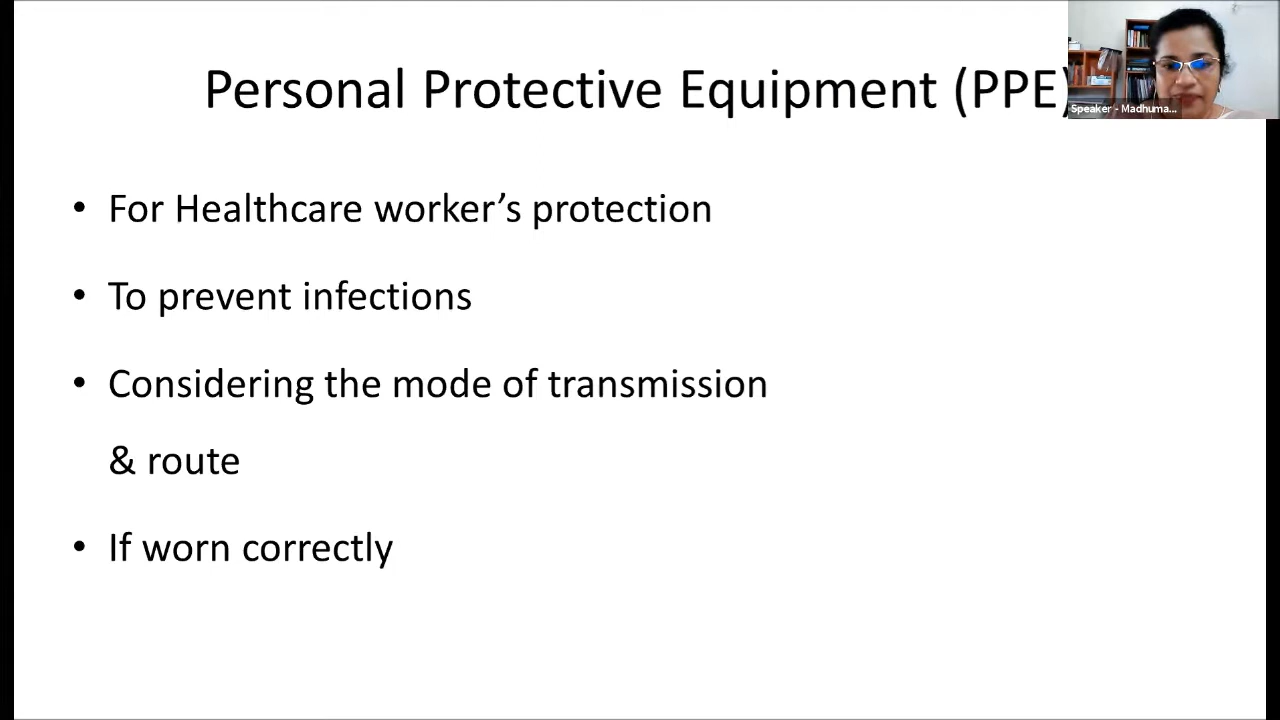 Personal Protective Equipment (PPE)
Speaker - Madhuma...
• For Healthcare worker’s protection
• To prevent infections
• Considering the mode of transmission
& route
• If worn correctly